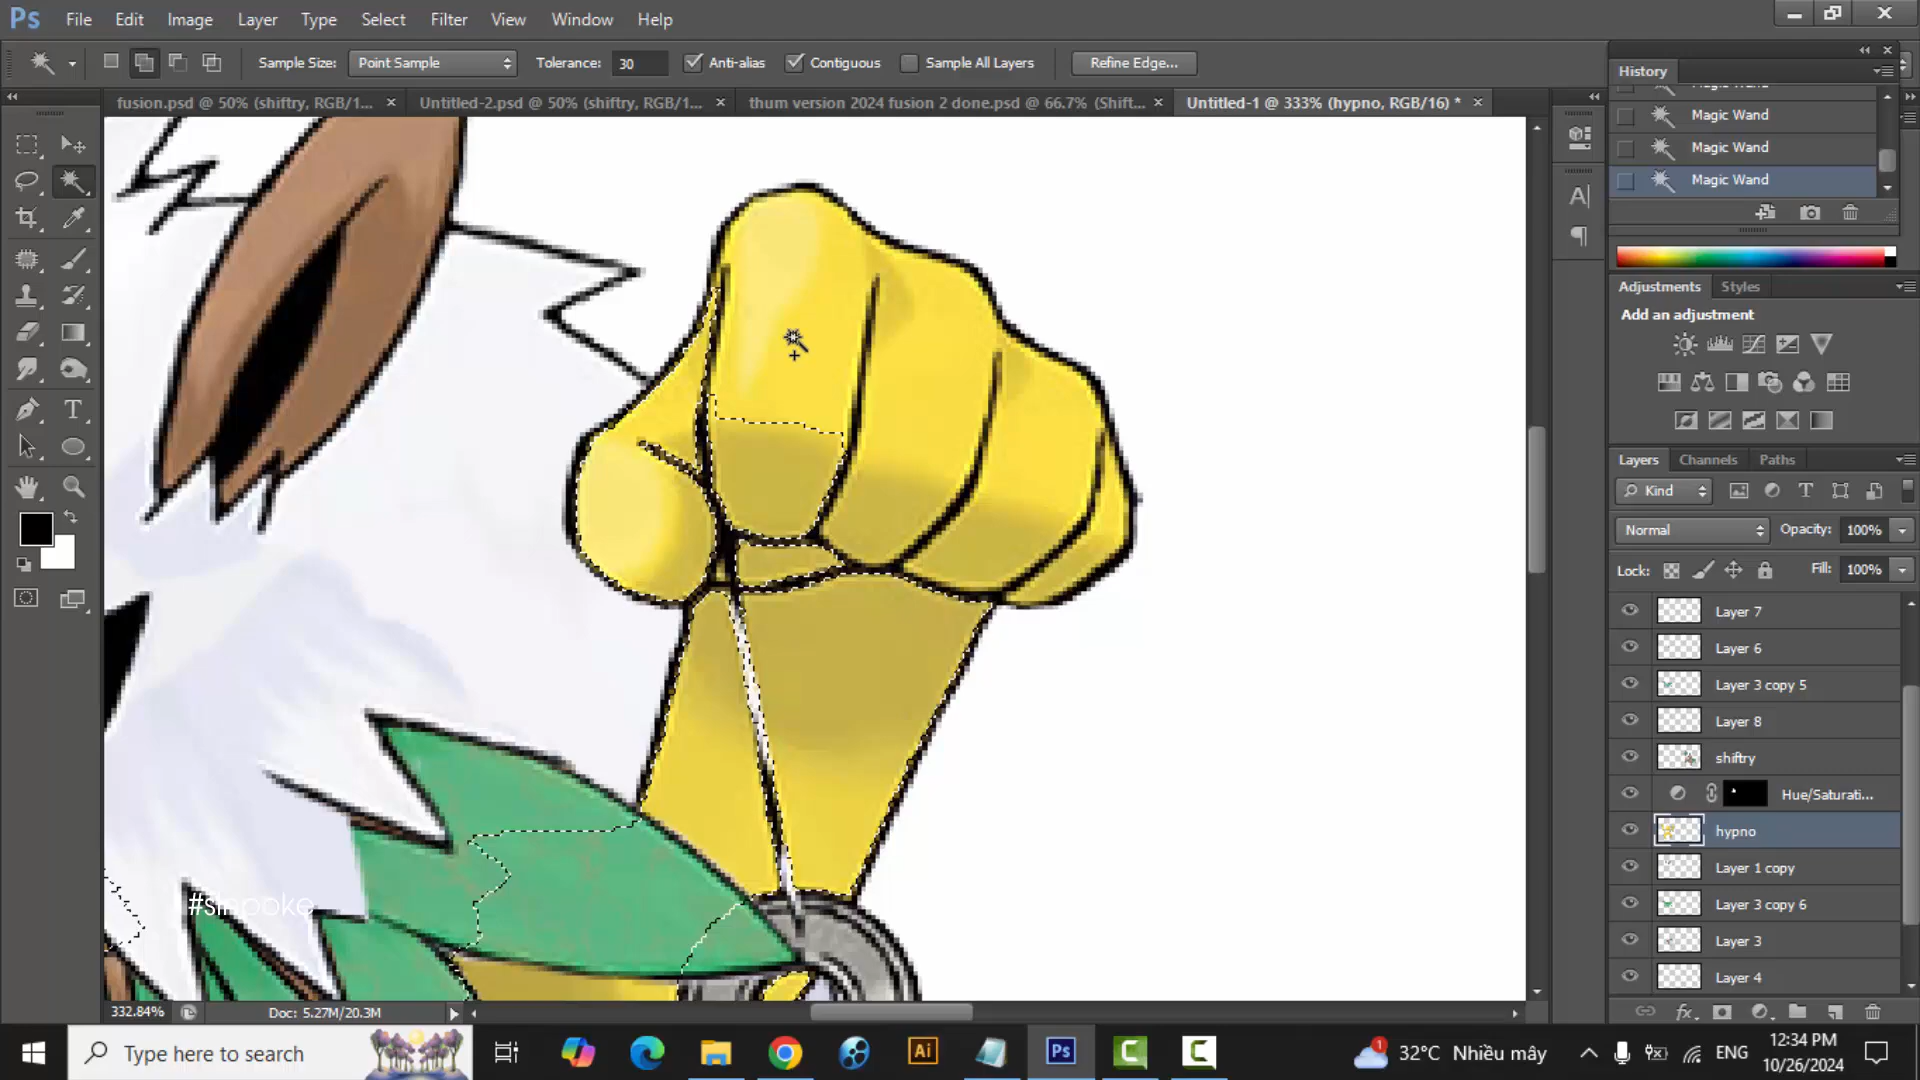 Ps File Edit Image Layer Type Select Filter View Window Help
Sample Size: Point Sample Tolerance: 30 Anti-alias Contiguous Sample All Layers Refine Edge...
fusion.psd @ 50% (shiftry, RGB/1... Untitled-2.psd @ 50% (shiftry, RGB/1... thum version 2024 fusion 2 done.psd @ 66.7% (Shift... Untitled-1 @ 333% (hypno, RGB/16) *
History
Magic Wand
Magic Wand
Magic Wand
Adjustments Styles
Add an adjustment
Layers Channels Paths
Kind
Normal Opacity: 100%
Lock: Fill: 100%
Layer 7
Layer 6
Layer 3 copy 5
Layer 8
shiftry
Hue/Saturati...
hypno
Layer 1 copy
Layer 3 copy 6
Layer 3
Layer 4
#sinpoke
332.84% Doc: 5.27M/20.3M
Type here to search Ai Ps 1 32°C Nhiều mây ENG 12:34 PM
10/26/2024